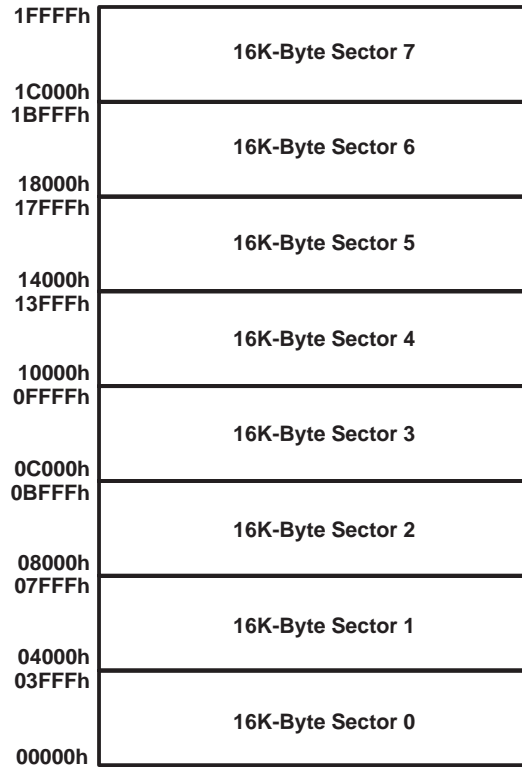 1FFFFh
16K-Byte Sector 7
1C000h
1BFFFh
16K-Byte Sector 6
18000h
17FFFh
16K-Byte Sector 5
14000h
13FFFh
16K-Byte Sector 4
10000h
0FFFFh
16K-Byte Sector 3
0C000h
0BFFFh
16K-Byte Sector 2
08000h
07FFFh
16K-Byte Sector 1
04000h
03FFFh
16K-Byte Sector 0
00000h